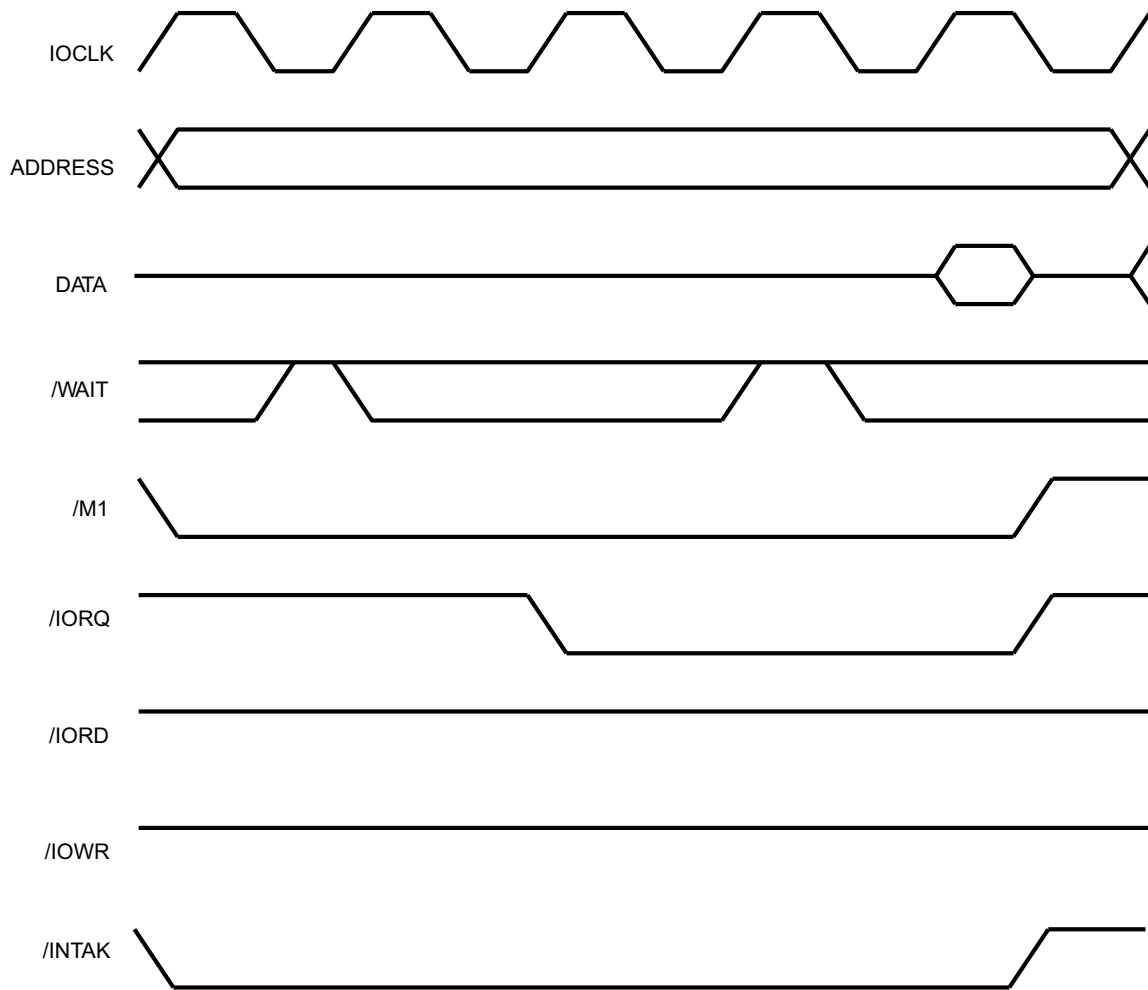 IOCLK
ADDRESS
DATA
/WAIT
/M1
/IORQ
/IORD
/IOWR
/INTAK